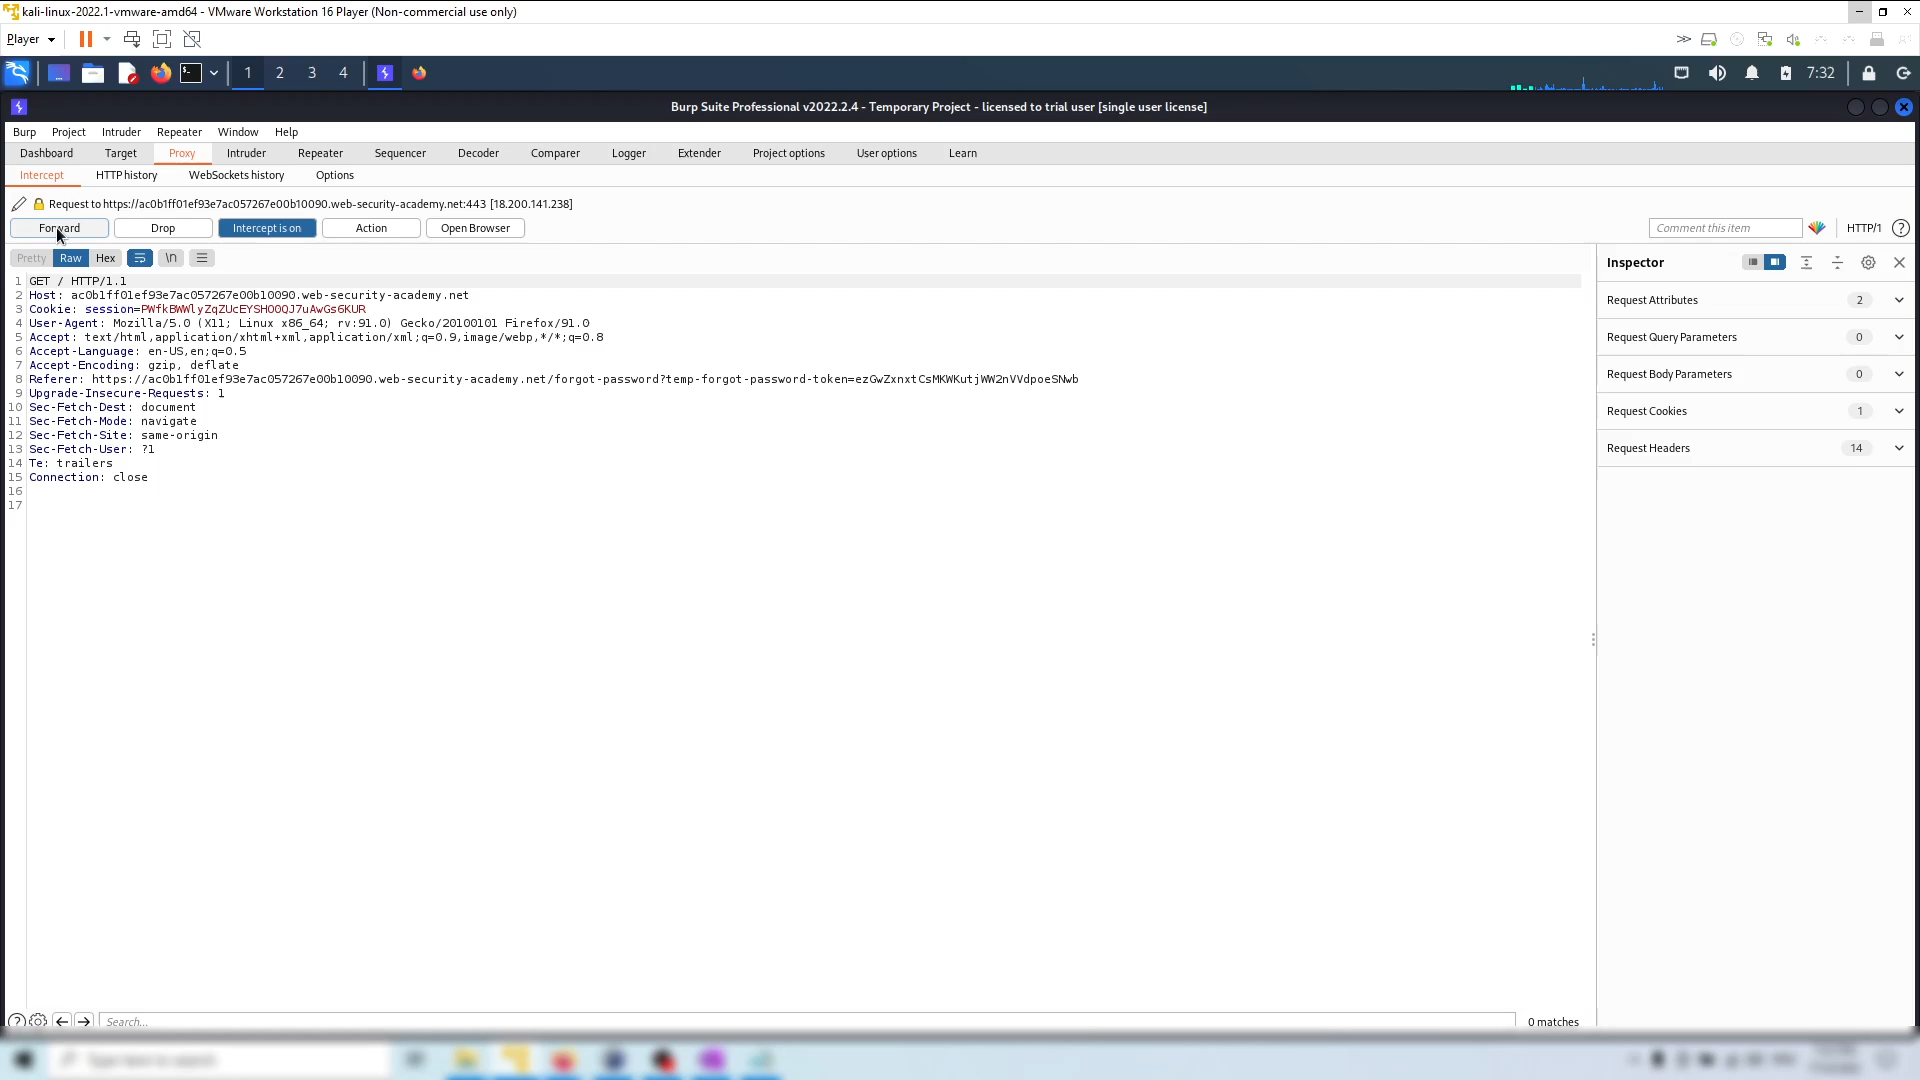 kali-linux-2022.1-vmware-amd64 - VMware Workstation 16 Player (Non-commercial use only)
Player
1 2 3 4 7:32
Burp Suite Professional v2022.2.4 - Temporary Project - licensed to trial user [single user license]
Burp Project Intruder Repeater Window Help
Dashboard Target Proxy Intruder Repeater Sequencer Decoder Comparer Logger Extender Project options User options Learn
Intercept HTTP history WebSockets history Options
Request to https://ac0b1ff01ef93e7ac057267e00b10090.web-security-academy.net:443 [18.200.141.238]
Forward Drop Intercept is on Action Open Browser Comment this item HTTP/1 ?
Pretty Raw Hex \n
Inspector
1 GET / HTTP/1.1
2 Host: ac0b1ff01ef93e7ac057267e00b10090.web-security-academy.net
3 Cookie: session=PWfkBWWlyZqZUcEYSHOOQJ7uAwGs6KUR
4 User-Agent: Mozilla/5.0 (X11; Linux x86_64; rv:91.0) Gecko/20100101 Firefox/91.0
5 Accept: text/html,application/xhtml+xml,application/xml;q=0.9,image/webp,*/*;q=0.8
6 Accept-Language: en-US,en;q=0.5
7 Accept-Encoding: gzip, deflate
8 Referer: https://ac0b1ff01ef93e7ac057267e00b10090.web-security-academy.net/forgot-password?temp-forgot-password-token=ezGwZxnxtCsMKWKutjWW2nVVdpoeSNwb
9 Upgrade-Insecure-Requests: 1
10 Sec-Fetch-Dest: document
11 Sec-Fetch-Mode: navigate
12 Sec-Fetch-Site: same-origin
13 Sec-Fetch-User: ?1
14 Te: trailers
15 Connection: close
16
17
Request Attributes 2
Request Query Parameters 0
Request Body Parameters 0
Request Cookies 1
Request Headers 14
? Search... 0 matches
Type here to search